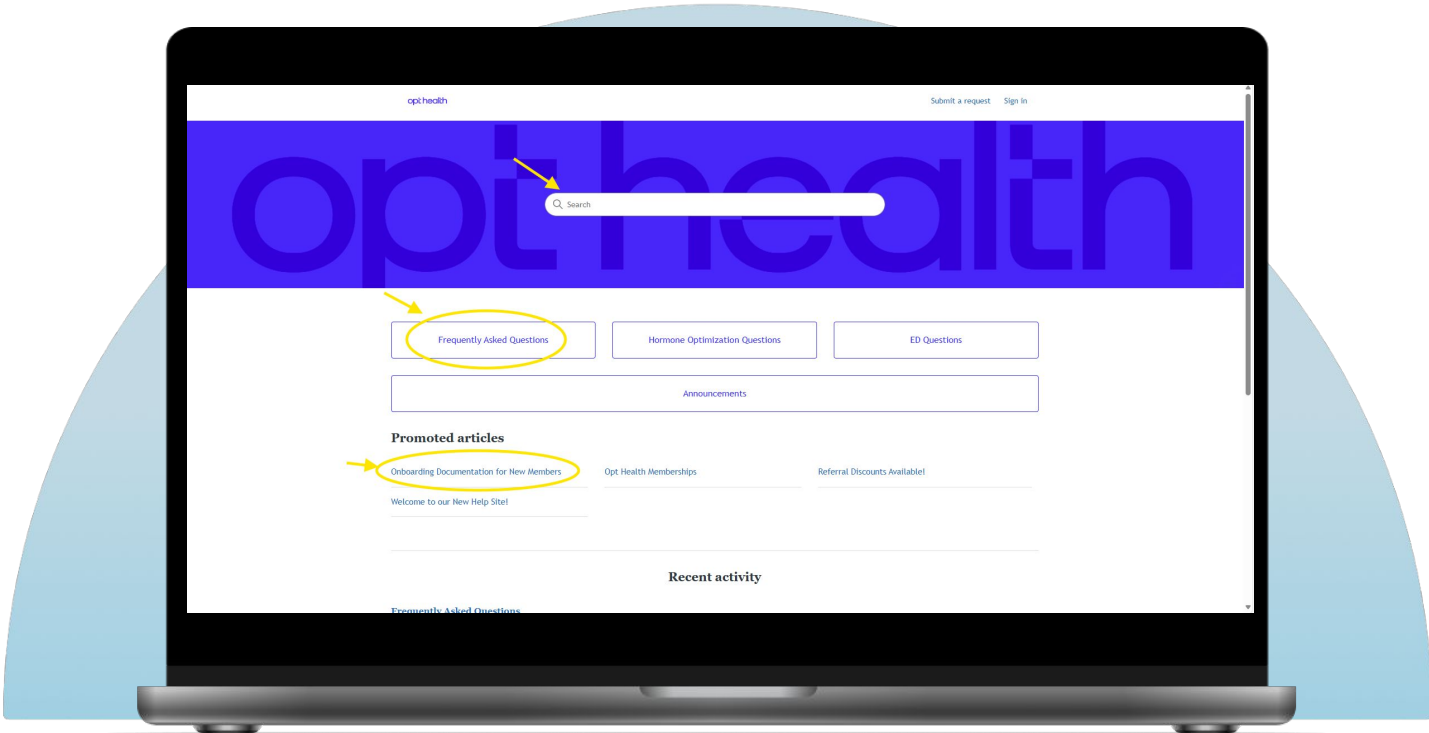 opt health
Submit a request Sign in
opt health
Search
Frequently Asked Questions
Hormone Optimization Questions
ED Questions
Announcements
Promoted articles
Onboarding Documentation for New Members
Opt Health Memberships
Referral Discounts Available!
Welcome to our New Help Site!
Recent activity
Frequently Asked Questions